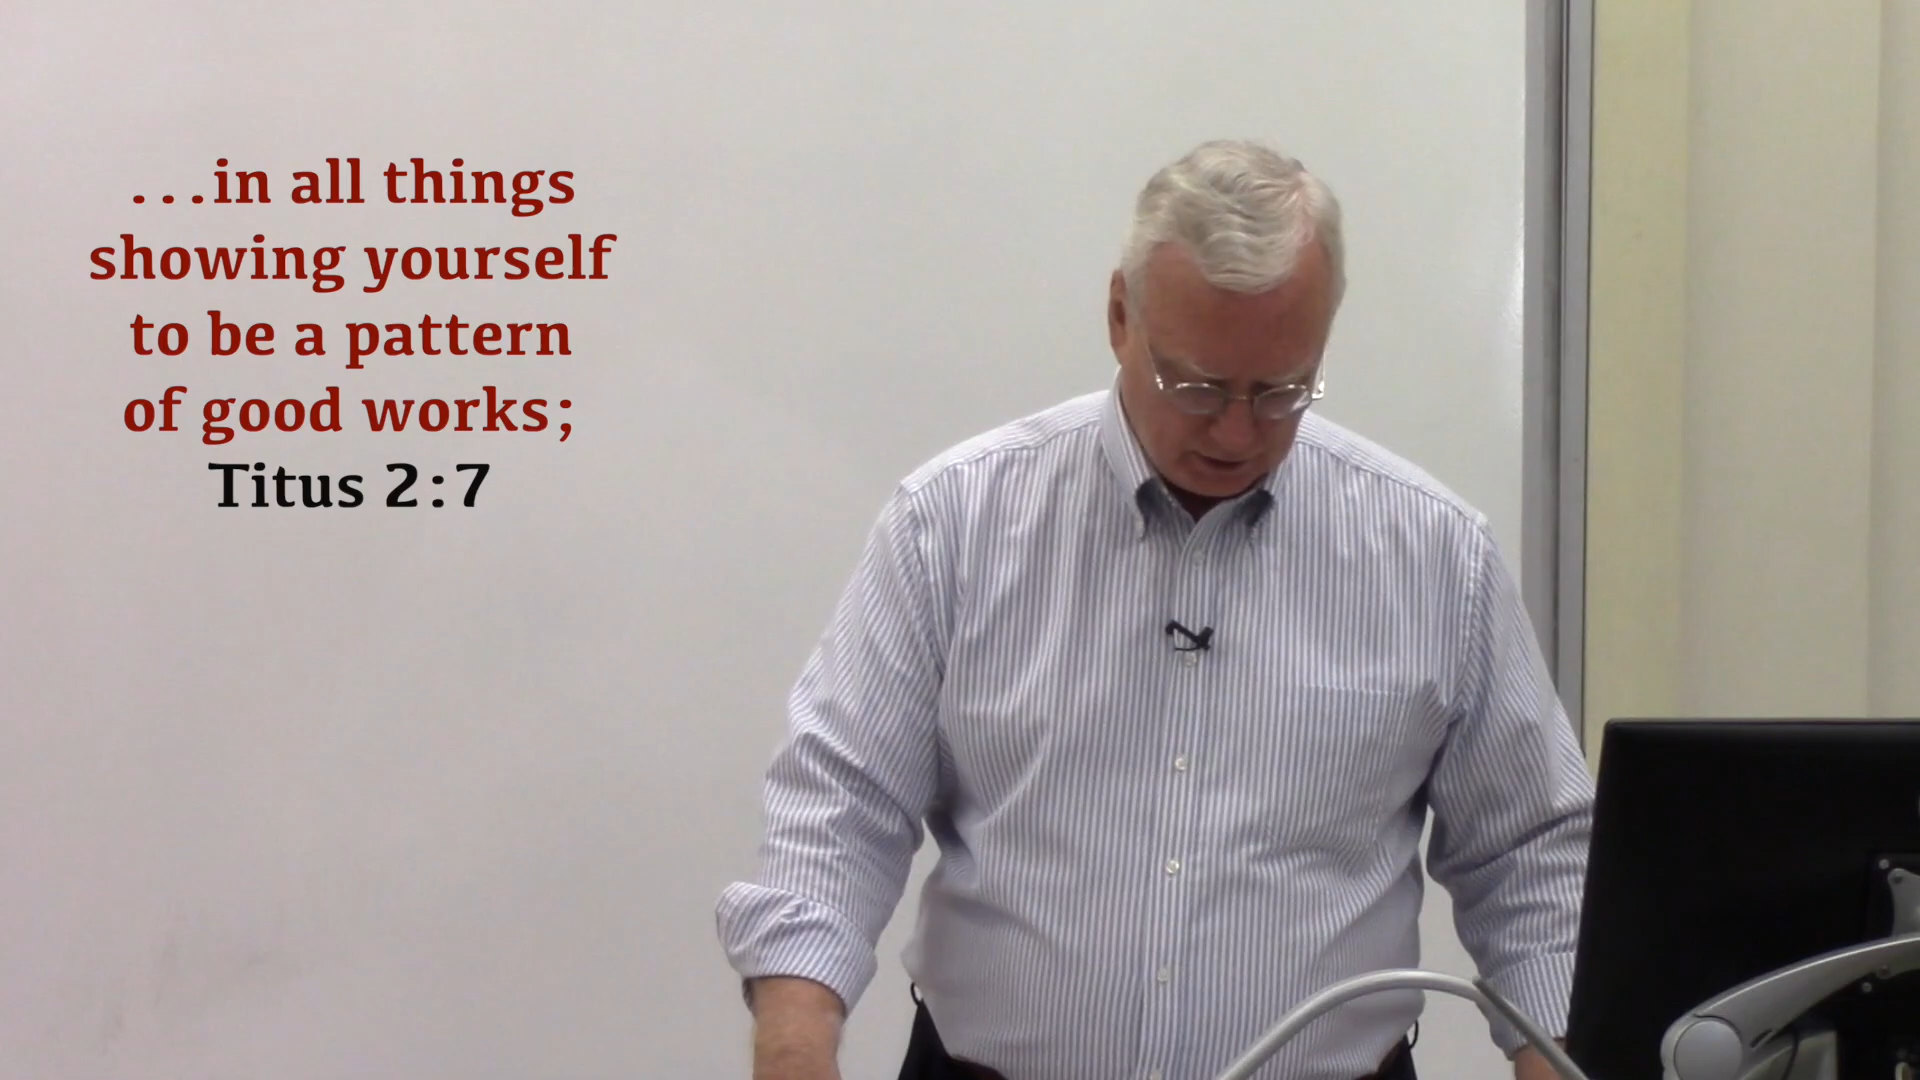 ...in all things
showing yourself
to be a pattern
of good works;
Titus 2:7